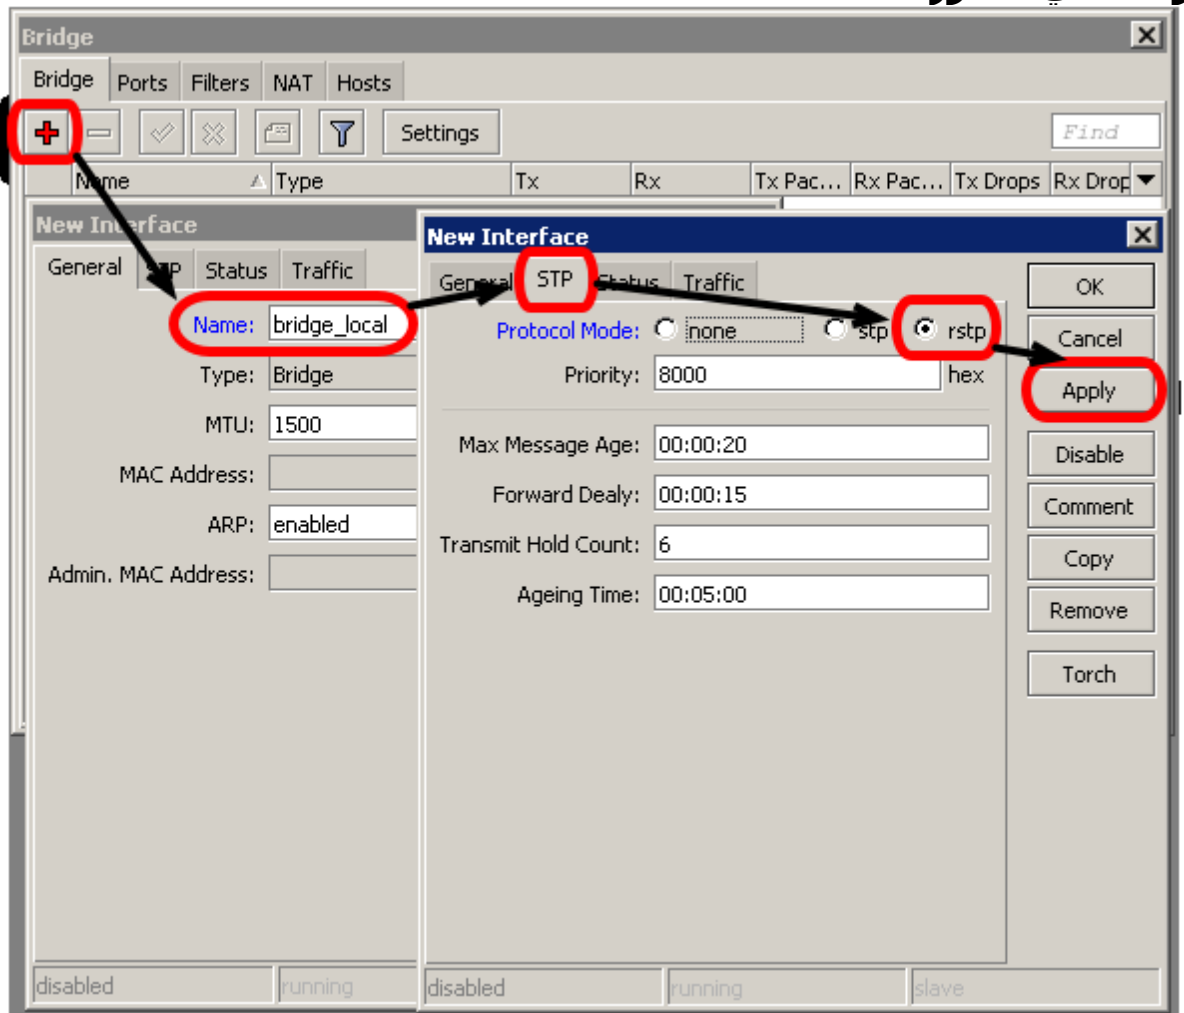 Bridge
Bridge Ports Filters NAT Hosts
Settings Find
Name Type Tx Rx Tx Pac... Rx Pac... Tx Drops Rx Drop
New Interface
General STP Status Traffic
Name: bridge_local
Type: Bridge
MTU: 1500
MAC Address:
ARP: enabled
Admin. MAC Address:
disabled running
New Interface
General STP Status Traffic
Protocol Mode: none stp rstp
Priority: 8000 hex
Max Message Age: 00:00:20
Forward Dealy: 00:00:15
Transmit Hold Count: 6
Ageing Time: 00:05:00
OK
Cancel
Apply
Disable
Comment
Copy
Remove
Torch
disabled running slave